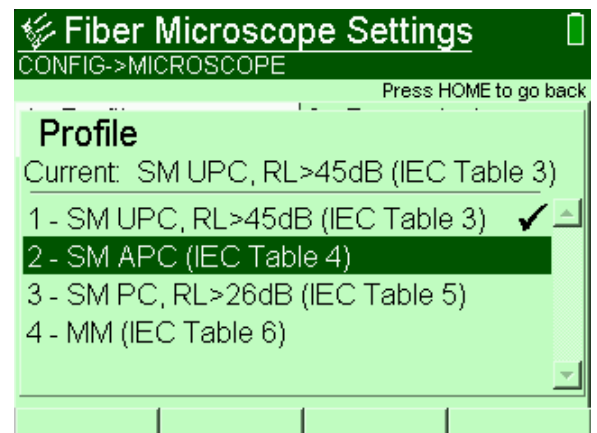 Fiber Microscope Settings
CONFIG->MICROSCOPE
Press HOME to go back
Profile
Current: SM UPC, RL>45dB (IEC Table 3)
1 - SM UPC, RL>45dB (IEC Table 3)
2 - SM APC (IEC Table 4)
3 - SM PC, RL>26dB (IEC Table 5)
4 - MM (IEC Table 6)